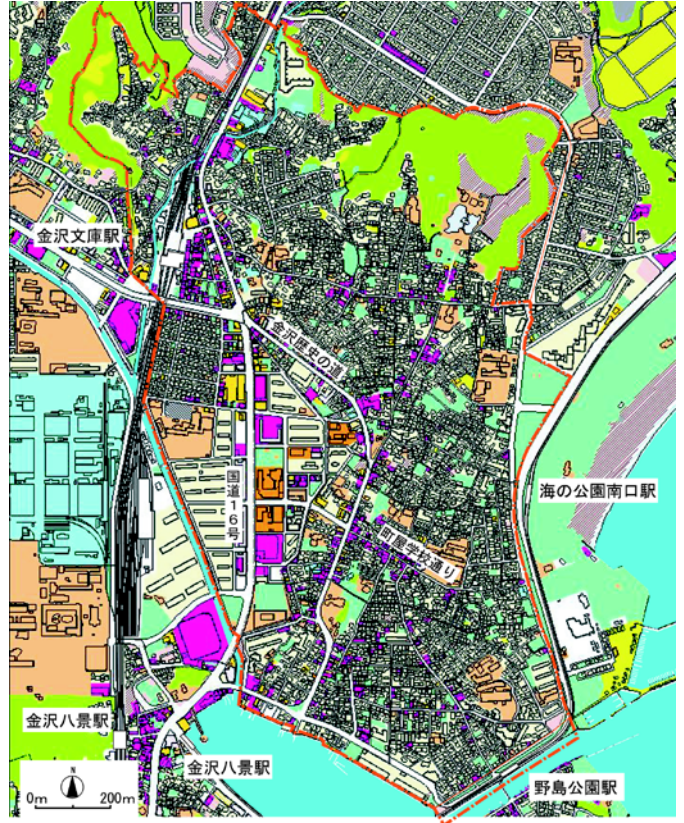 金沢文庫駅
金沢歴史の道
国道16号
海の公園南口駅
町屋学校通り
金沢八景駅
金沢八景駅
野島公園駅
N
0m 200m